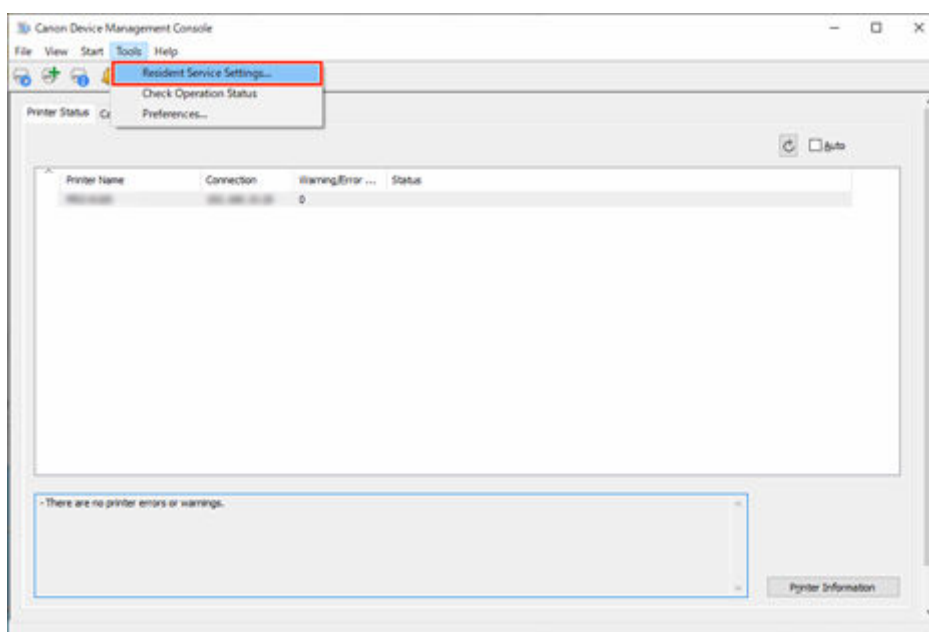 Canon Device Management Console
File View Start Tools Help
Resident Service Settings...
Check Operation Status
Preferences...
Printer Status
Auto
Printer Name Connection Warning/Error ... Status
0
- There are no printer errors or warnings.
Printer Information